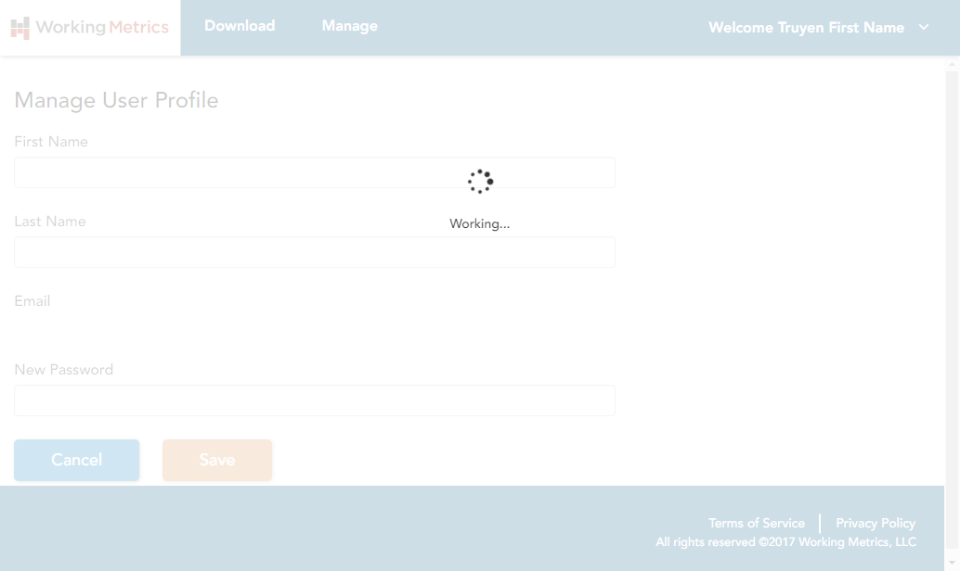 Working Metrics Download Manage Welcome Truyen First Name
Manage User Profile
First Name
Working...
Last Name
Email
New Password
Cancel Save
Terms of Service Privacy Policy
All rights reserved ©2017 Working Metrics, LLC